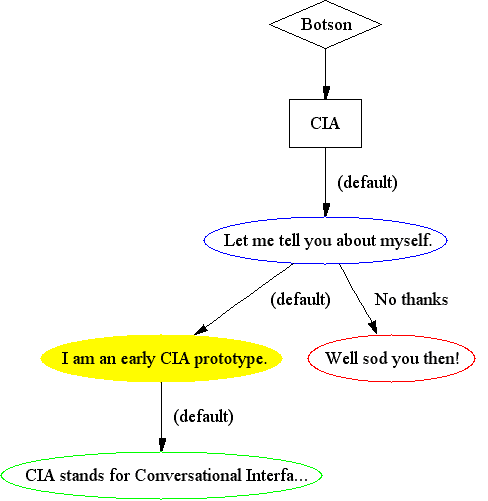 Botson
CIA
(default)
Let me tell you about myself.
(default)
No thanks
I am an early CIA prototype.
Well sod you then!
(default)
CIA stands for Conversational Interfa...